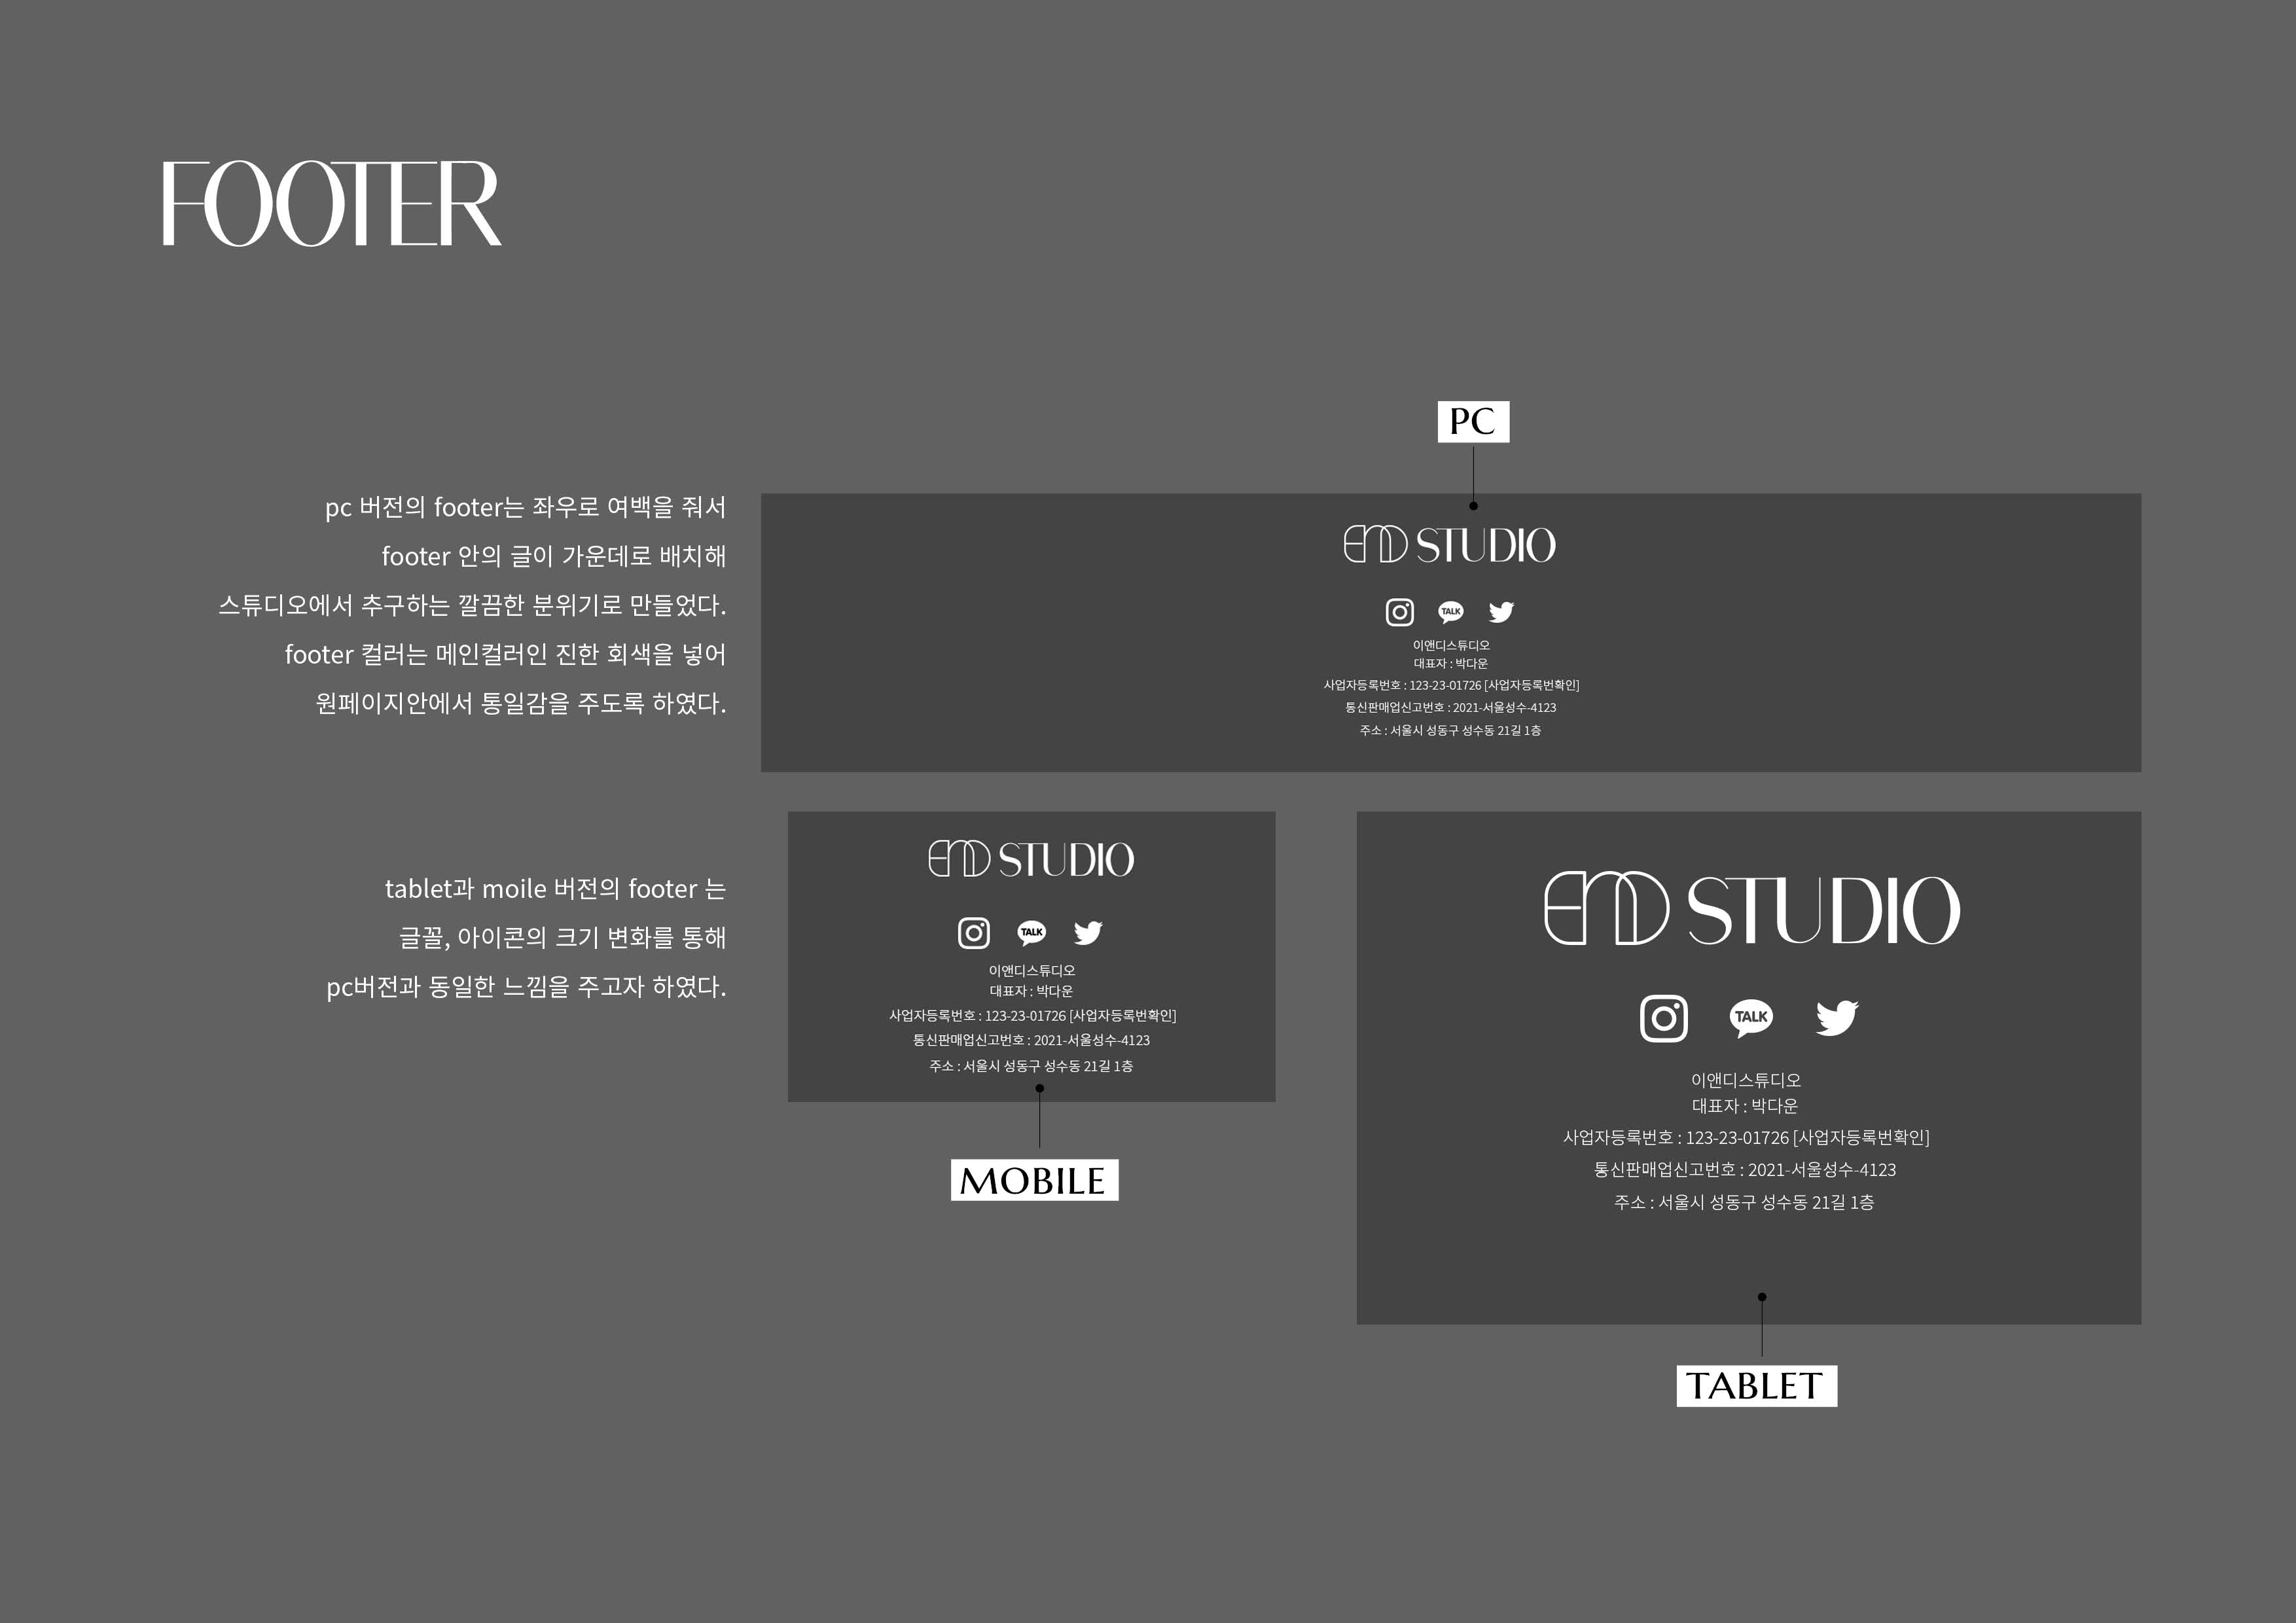 FOOTER
PC
pc 버전의 footer는 좌우로 여백을 줘서
footer 안의 글이 가운데로 배치해
스튜디오에서 추구하는 깔끔한 분위기로 만들었다.
footer 컬러는 메인컬러인 진한 회색을 넣어
원페이지안에서 통일감을 주도록 하였다.
END STUDIO
TALK
이앤디스튜디오
대표자 : 박다운
사업자등록번호 : 123-23-01726 [사업자등록번확인]
통신판매업신고번호 : 2021-서울성수-4123
주소 : 서울시 성동구 성수동 21길 1층
tablet과 moile 버전의 footer 는
글꼴, 아이콘의 크기 변화를 통해
pc버전과 동일한 느낌을 주고자 하였다.
END STUDIO
TALK
이앤디스튜디오
대표자 : 박다운
사업자등록번호 : 123-23-01726 [사업자등록번확인]
통신판매업신고번호 : 2021-서울성수-4123
주소 : 서울시 성동구 성수동 21길 1층
MOBILE
END STUDIO
TALK
이앤디스튜디오
대표자 : 박다운
사업자등록번호 : 123-23-01726 [사업자등록번확인]
통신판매업신고번호 : 2021-서울성수-4123
주소 : 서울시 성동구 성수동 21길 1층
TABLET